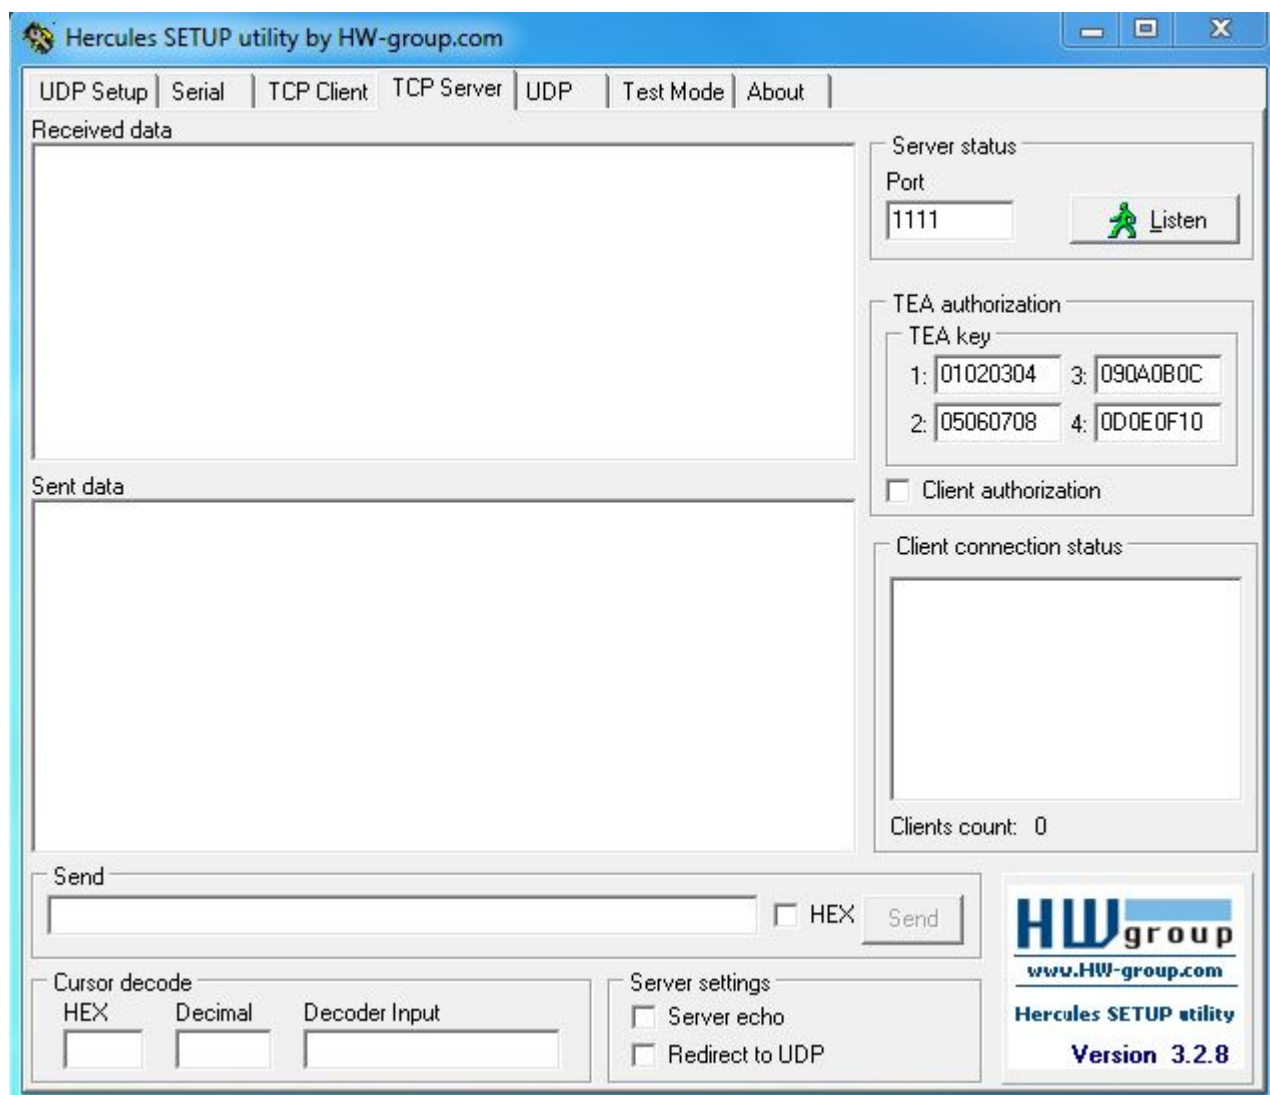 Hercules SETUP utility by HW-group.com
UDP Setup Serial TCP Client TCP Server UDP Test Mode About
Received data
Server status
Port
1111 Listen
TEA authorization
TEA key
1: 01020304 3: 090A0B0C
2: 05060708 4: 0D0E0F10
Client authorization
Sent data
Client connection status
Clients count: 0
Send
HEX Send
Cursor decode
HEX Decimal Decoder Input
Server settings
Server echo
Redirect to UDP
HW group
www.HW-group.com
Hercules SETUP utility
Version 3.2.8